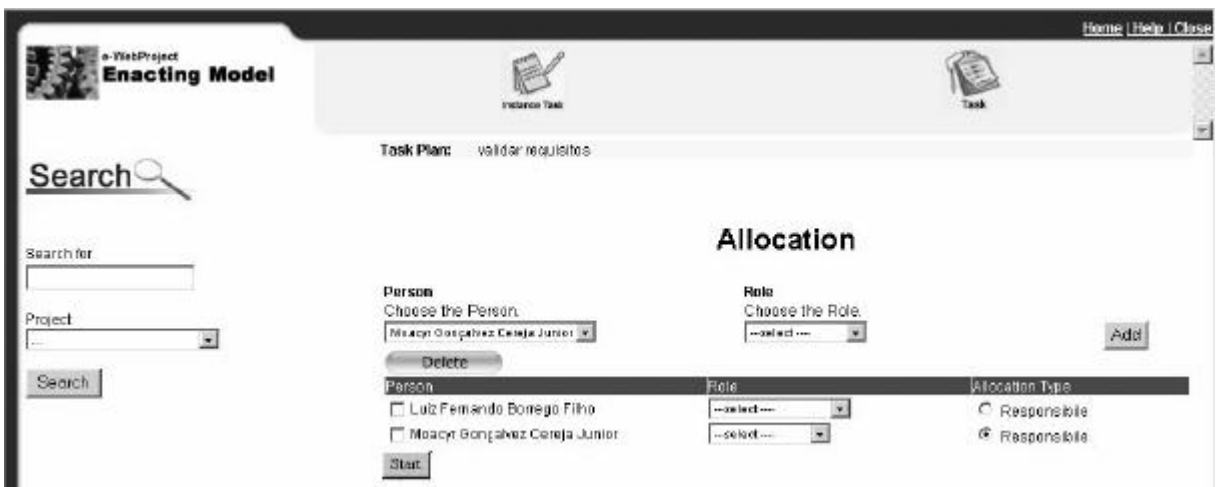 Home | Help | Close
e-WebProject
Enacting Model
Instance Task
Task
Task Plan: validar requisitos
Search
Allocation
Search for
Person
Role
Choose the Person.
Choose the Role.
Project
Moacyr Gonçalvez Cereja Junior
---select ----
Add
---
Delete
Search
Person
Role
Allocation Type
Luiz Fernando Borrego Filho
---select ----
Responsibile
Moacyr Gonçalvez Cereja Junior
---select ----
Responsibile
Start